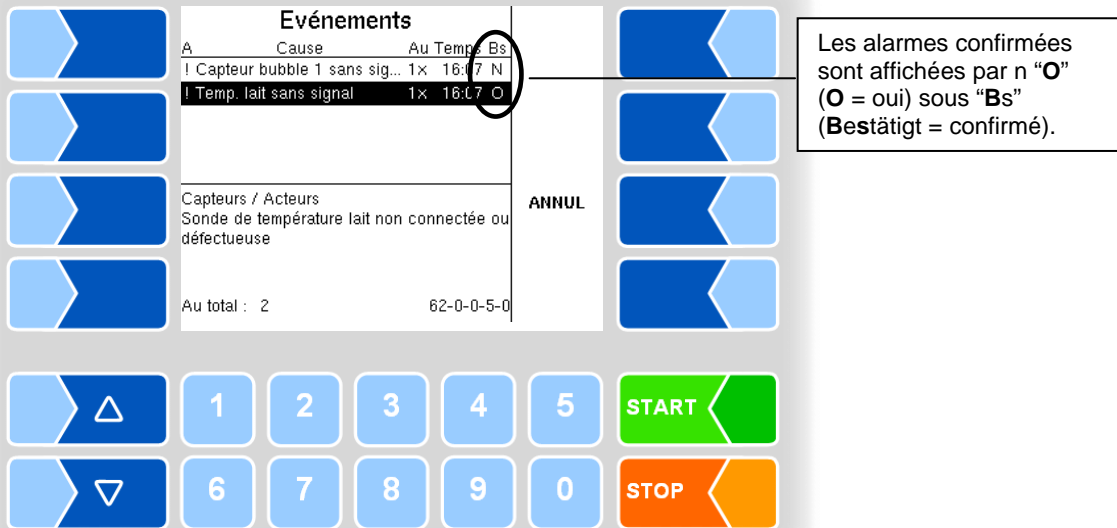 Evénements
A Cause Au Temps Bs
! Capteur bubble 1 sans sig... 1x 16:07 N
! Temp. lait sans signal 1x 16:07 O
Capteurs / Acteurs
Sonde de température lait non connectée ou
défectueuse
Au total : 2 62-0-0-5-0
ANNUL
Les alarmes confirmées
sont affichées par n “O”
(O = oui) sous “Bs”
(Bestätigt = confirmé).
1 2 3 4 5 START
6 7 8 9 0 STOP